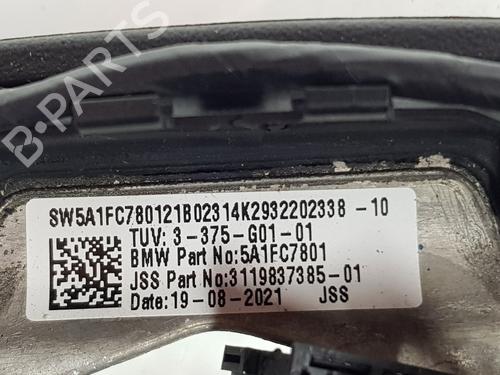 SW5A1FC780121B02314K2932202338 -10
TUV: 3-375-G01-01
BMW Part No:5A1FC7801
JSS Part No:3119837385-01
Date:19-08-2021 JSS
B-PARTS